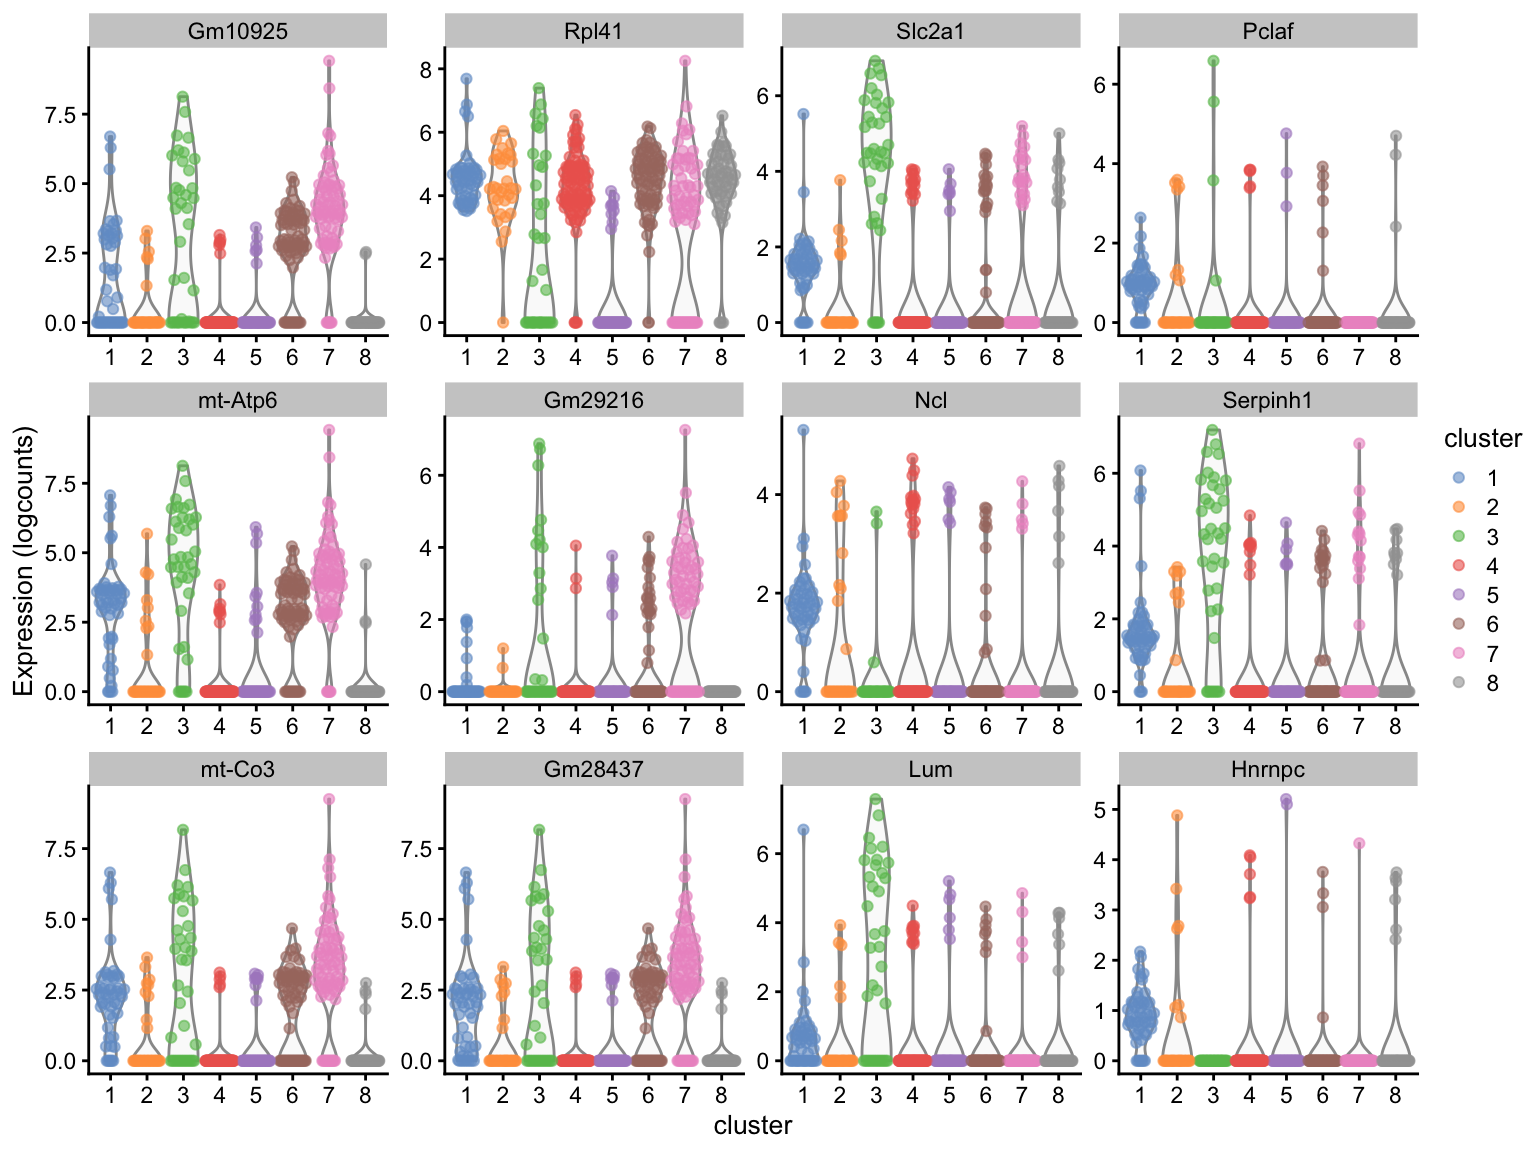 Gm10925 Rpl41 Slc2a1 Pclaf
7.5 5.0 2.5 0.0
8 6 4 2 0
6 4 2 0
6 4 2 0
1 2 3 4 5 6 7 8 1 2 3 4 5 6 7 8 1 2 3 4 5 6 7 8 1 2 3 4 5 6 7 8
mt-Atp6 Gm29216 Ncl Serpinh1
Expression (logcounts)
7.5 5.0 2.5 0.0
6 4 2 0
4 2 0
6 4 2 0
1 2 3 4 5 6 7 8 1 2 3 4 5 6 7 8 1 2 3 4 5 6 7 8 1 2 3 4 5 6 7 8
mt-Co3 Gm28437 Lum Hnrnpc
7.5 5.0 2.5 0.0
7.5 5.0 2.5 0.0
6 4 2 0
5 4 3 2 1 0
1 2 3 4 5 6 7 8 1 2 3 4 5 6 7 8 1 2 3 4 5 6 7 8 1 2 3 4 5 6 7 8
cluster
cluster
1
2
3
4
5
6
7
8